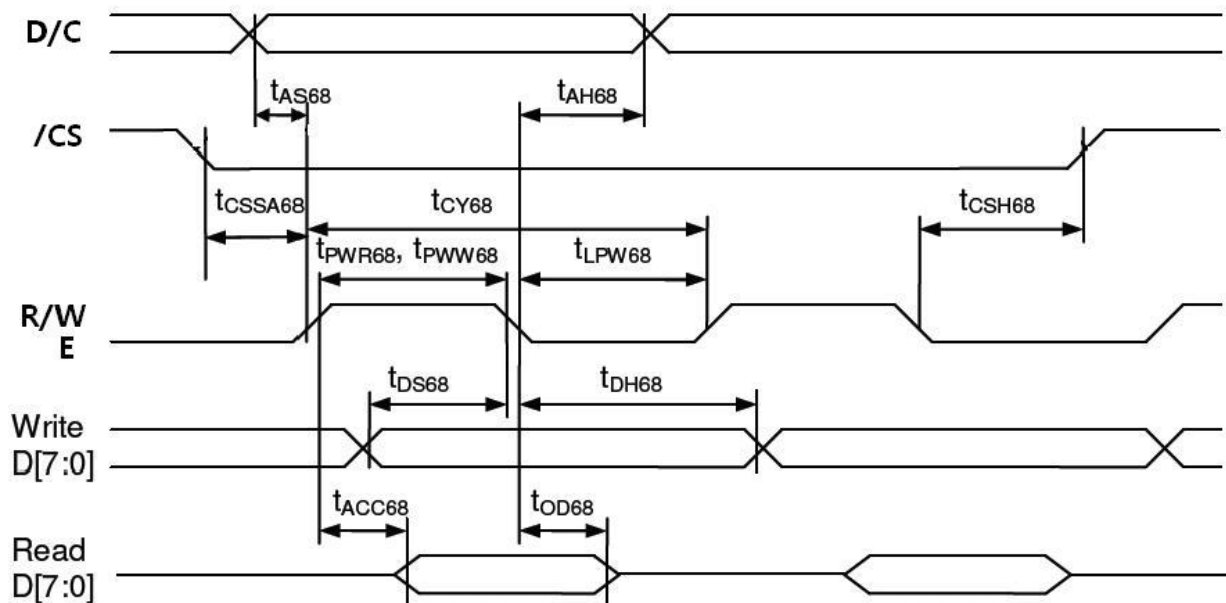 D/C
tAS68 tAH68
/CS
tCSSA68 tCY68 tCSH68
tPWR68, tPWW68 tLPW68
R/W
E
tDS68 tDH68
Write
D[7:0]
tACC68 tOD68
Read
D[7:0]